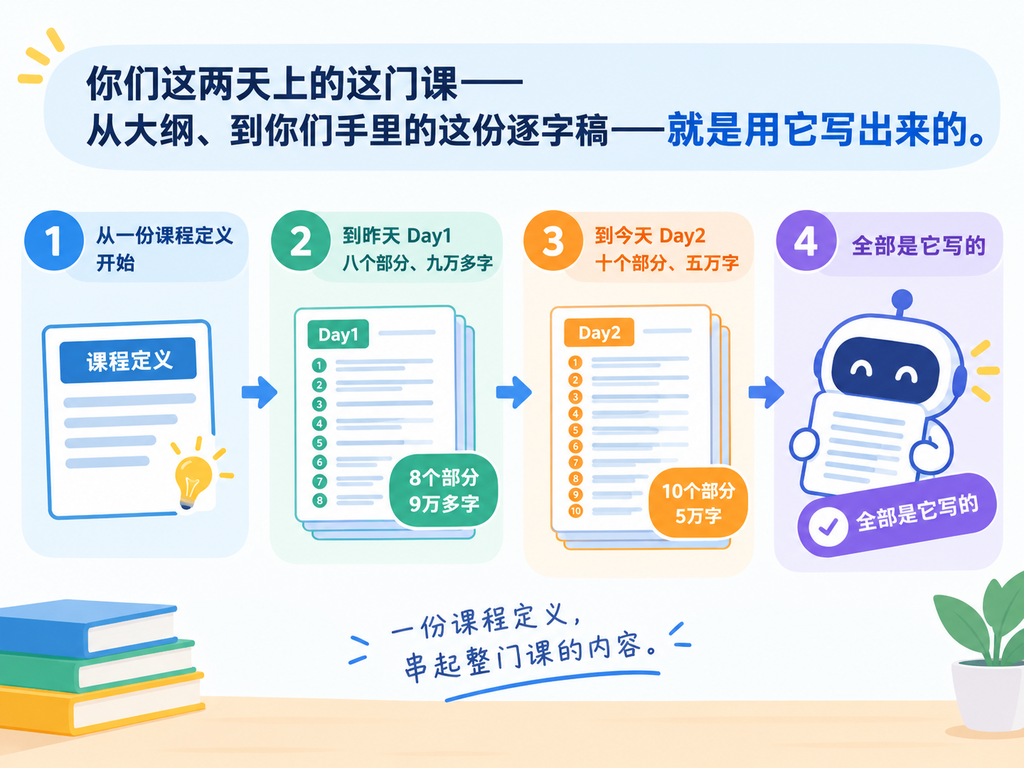 你们这两天上的这门课——
从大纲、到你们手里的这份逐字稿——就是用它写出来的。
1
从一份课程定义
开始
课程定义
2
到昨天 Day1
八个部分、九万多字
Day1
1
2
3
4
5
6
7
8
8个部分
9万多字
3
到今天 Day2
十个部分、五万字
Day2
1
2
3
4
5
6
7
8
9
10
10个部分
5万字
4
全部是它写的
全部是它写的
一份课程定义，
串起整门课的内容。